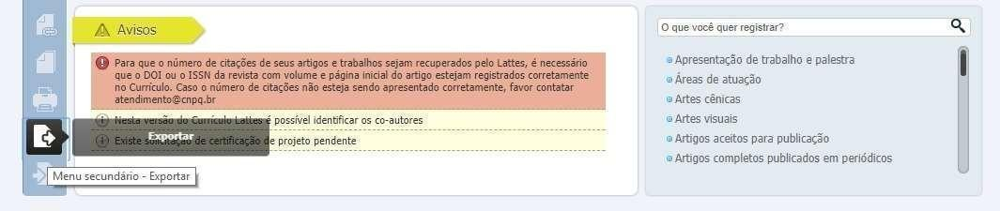 Avisos
Para que o número de citações de seus artigos e trabalhos sejam recuperados pelo Lattes, é necessário
que o DOI ou o ISSN da revista com volume e página inicial do artigo estejam registrados corretamente
no Currículo. Caso o número de citações não esteja sendo apresentado corretamente, favor contatar
atendimento@cnpq.br
Nesta versão do Currículo Lattes é possível identificar os co-autores
Exportar
Existe solicitação de certificação de projeto pendente
Menu secundário - Exportar
O que você quer registrar?
Apresentação de trabalho e palestra
Áreas de atuação
Artes cênicas
Artes visuais
Artigos aceitos para publicação
Artigos completos publicados em periódicos